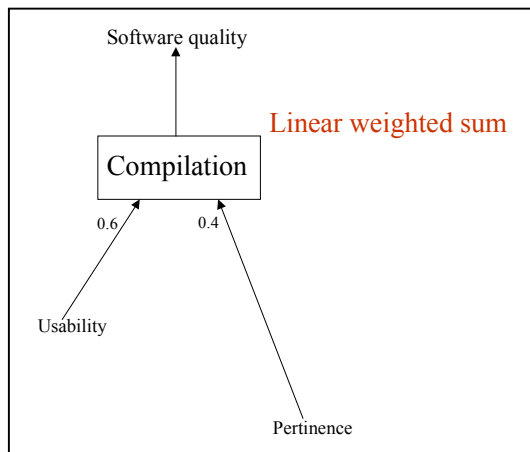 Software quality
Linear weighted sum
Compilation
0.6
0.4
Usability
Pertinence